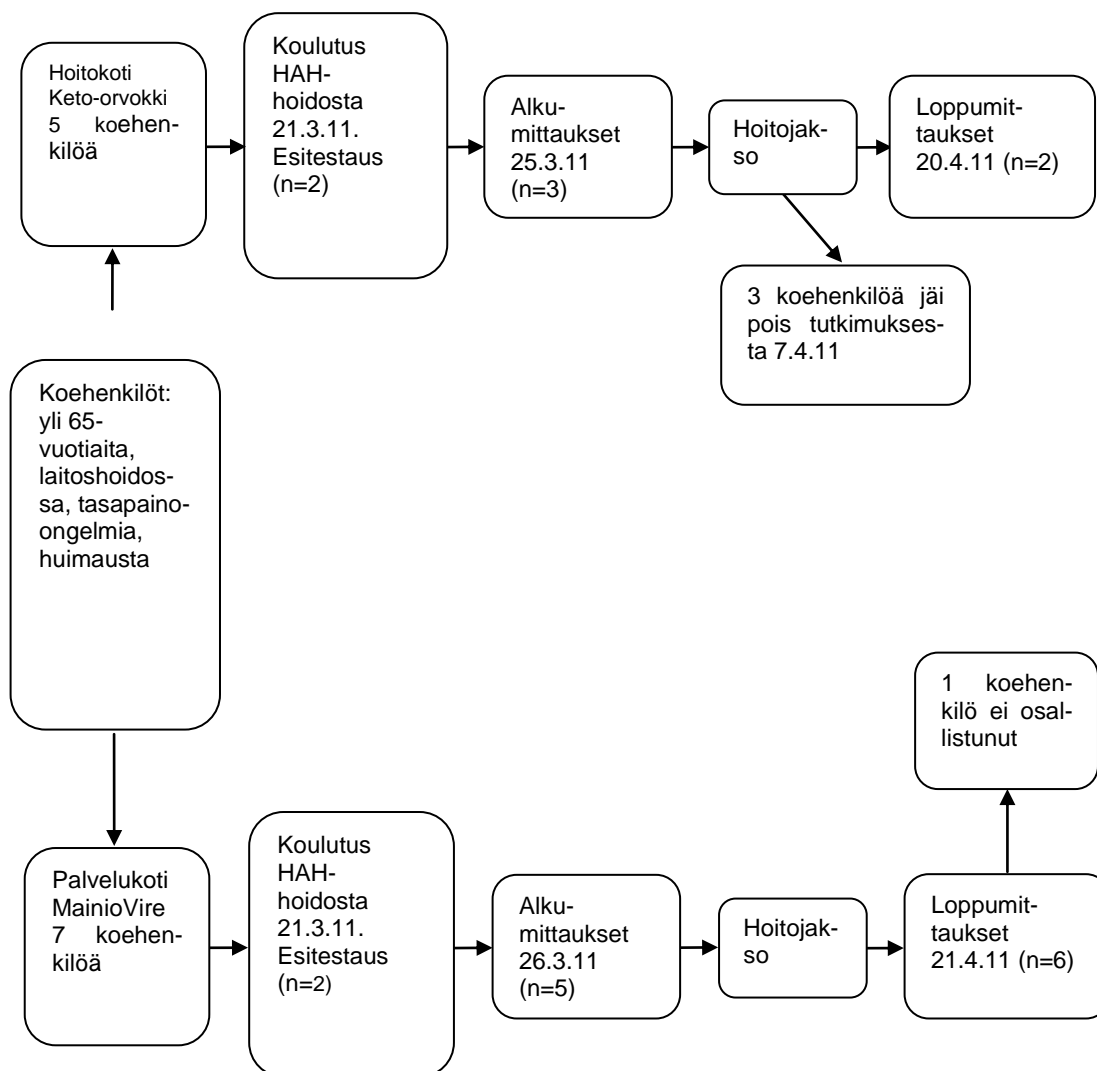 Hoitokoti
Keto-orvokki
5 koehen-
kilöä
Koulutus
HAH-
hoidosta
21.3.11.
Esitestaus
(n=2)
Alku-
mittaukset
25.3.11
(n=3)
Hoitojak-
so
Loppumit-
taukset
20.4.11 (n=2)
3 koehenkilöä jäi
pois tutkimukses-
ta 7.4.11
Koehenkilöt:
yli 65-
vuotiaita,
laitoshoidos-
sa, tasapaino-
ongelmia,
huimausta
1 koehen-
kilö ei osal-
listunut
Palvelukoti
MainioVire
7 koehen-
kilöä
Koulutus
HAH-
hoidosta
21.3.11.
Esitestaus
(n=2)
Alku-
mittaukset
26.3.11
(n=5)
Hoitojak-
so
Loppumit-
taukset
21.4.11 (n=6)